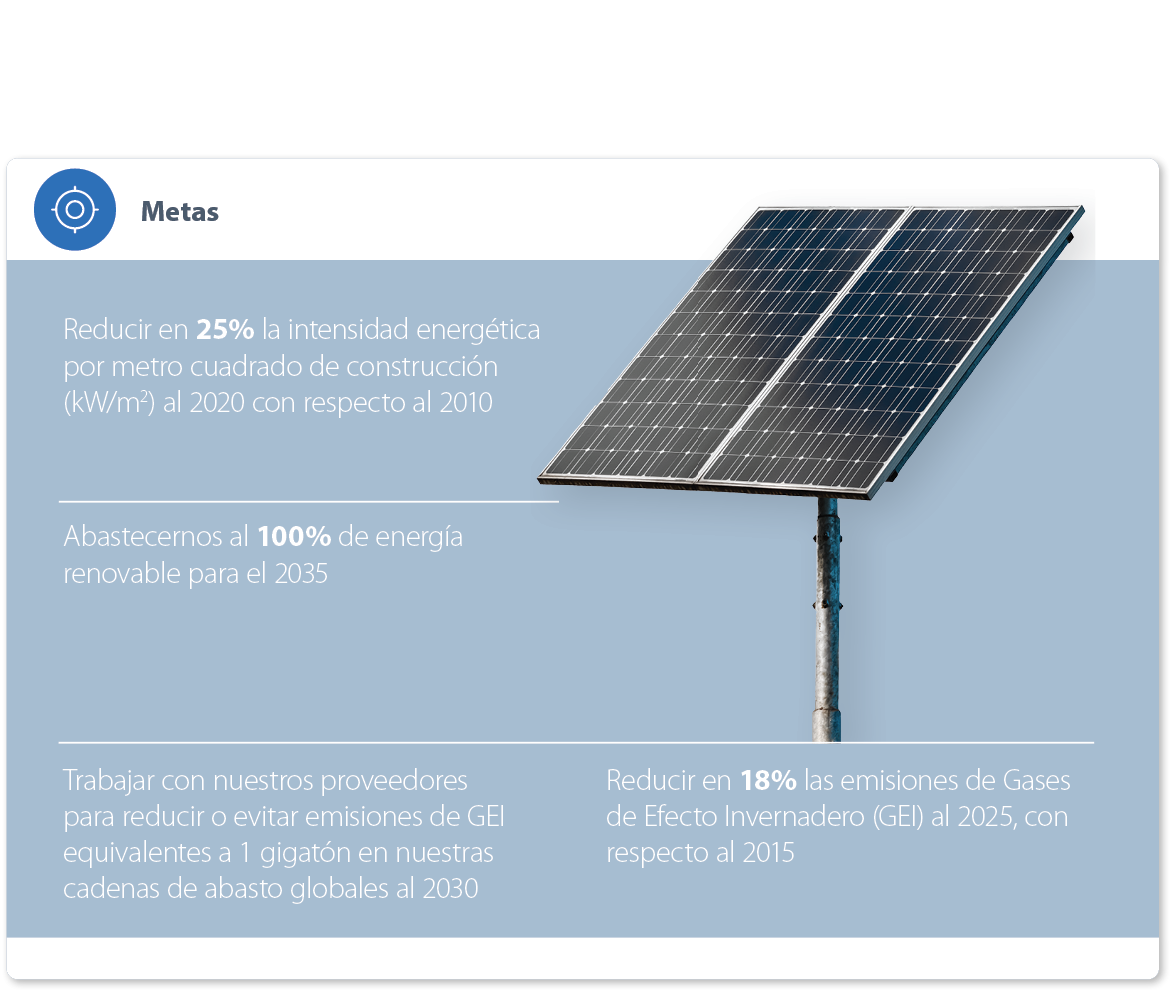 Metas
Reducir en 25% la intensidad energética
por metro cuadrado de construcción
(kW/m²) al 2020 con respecto al 2010
Abastecernos al 100% de energía
renovable para el 2035
Trabajar con nuestros proveedores
para reducir o evitar emisiones de GEI
equivalentes a 1 gigatón en nuestras
cadenas de abasto globales al 2030
Reducir en 18% las emisiones de Gases
de Efecto Invernadero (GEI) al 2025, con
respecto al 2015